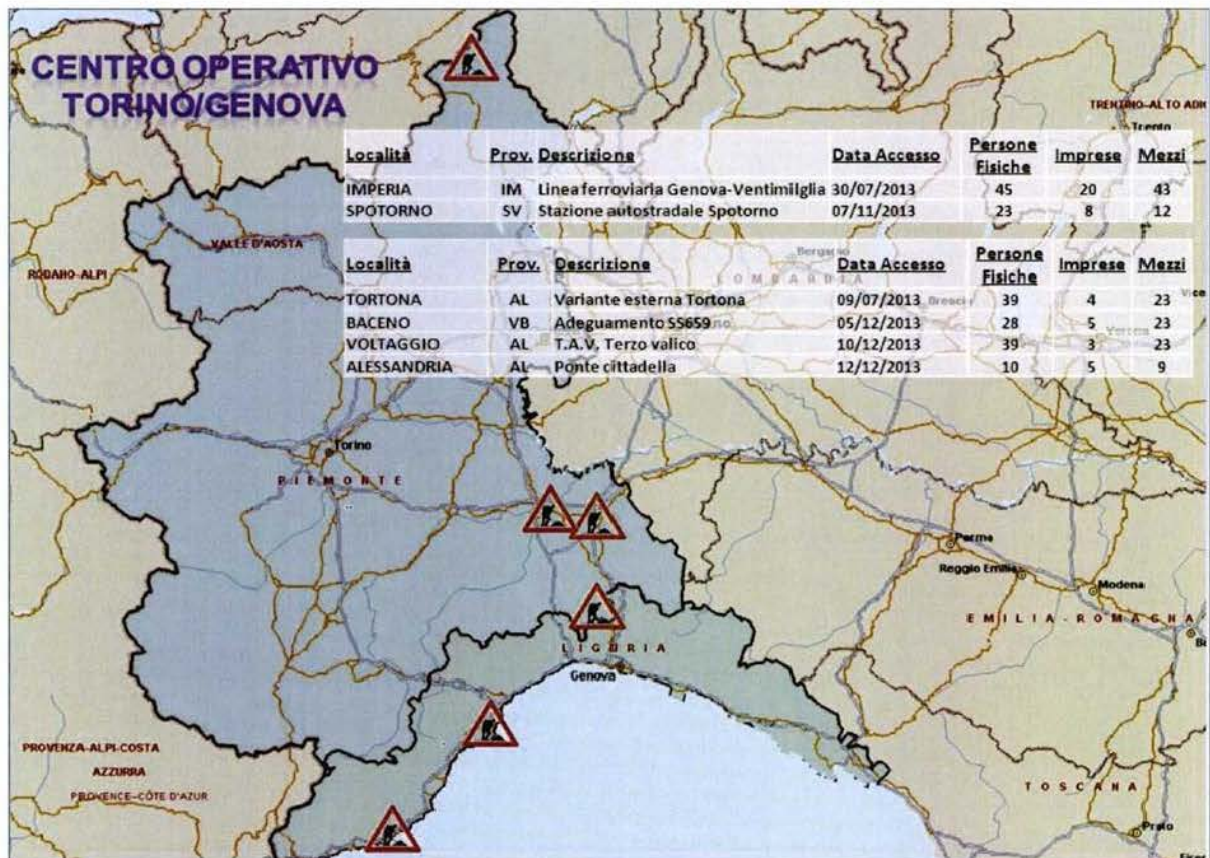 CENTRO OPERATIVO
TORINO/GENOVA
TRENTINO-ALTO ADI
Trento
Località Prov. Descrizione Data Accesso Persone Fisiche Imprese Mezzi
IMPERIA IM Linea ferroviaria Genova-Ventimilglia 30/07/2013 45 20 43
SPOTORNO SV Stazione autostradale Spotorno 07/11/2013 23 8 12
VALLE D'AOSTA
RODANO-ALPI
Bergamo
LOMBARDIA
Località Prov. Descrizione Data Accesso Persone Fisiche Imprese Mezzi
TORTONA AL Variante esterna Tortona 09/07/2013 39 4 23
BACENO VB Adeguamento SS659 05/12/2013 28 5 23
VOLTAGGIO AL T.A.V. Terzo valico 10/12/2013 39 3 23
ALESSANDRIA AL Ponte cittadella 12/12/2013 10 5 9
Torino
PIEMONTE
Parma
Reggio Emilia
Modena
EMILIA-ROMAGNA
LIGURIA
Genova
PROVENZA-ALPI-COSTA
AZZURRA
PROVENCE-CÔTE D'AZUR
TOSCANA
Prato